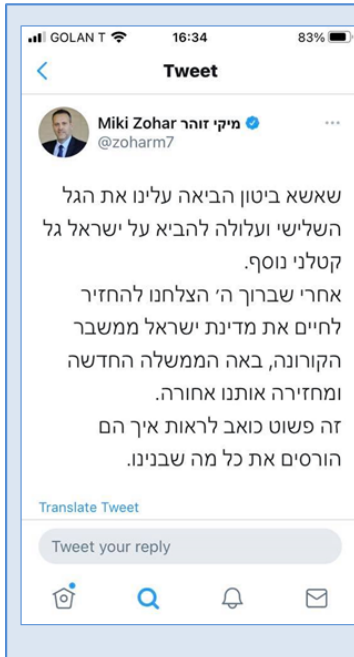 GOLAN T 16:34 83%
Tweet
Miki Zohar מיקי זוהר
@zoharm7
שאשא ביטון הביאה עלינו את הגל
השלישי ועלולה להביא על ישראל גל
קטלני נוסף.
אחרי שברוך ה׳ הצלחנו להחזיר
לחיים את מדינת ישראל ממשבר
הקורונה, באה הממשלה החדשה
ומחזירה אותנו אחורה.
זה פשוט כואב לראות איך הם
הורסים את כל מה שבנינו.
Translate Tweet
Tweet your reply